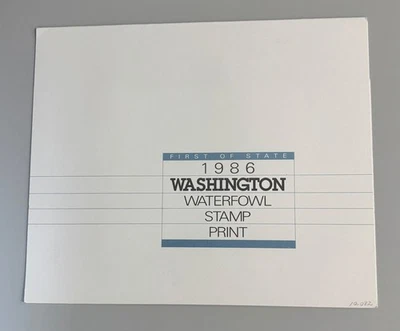 FIRST OF STATE
1986
WASHINGTON
WATERFOWL
STAMP
PRINT